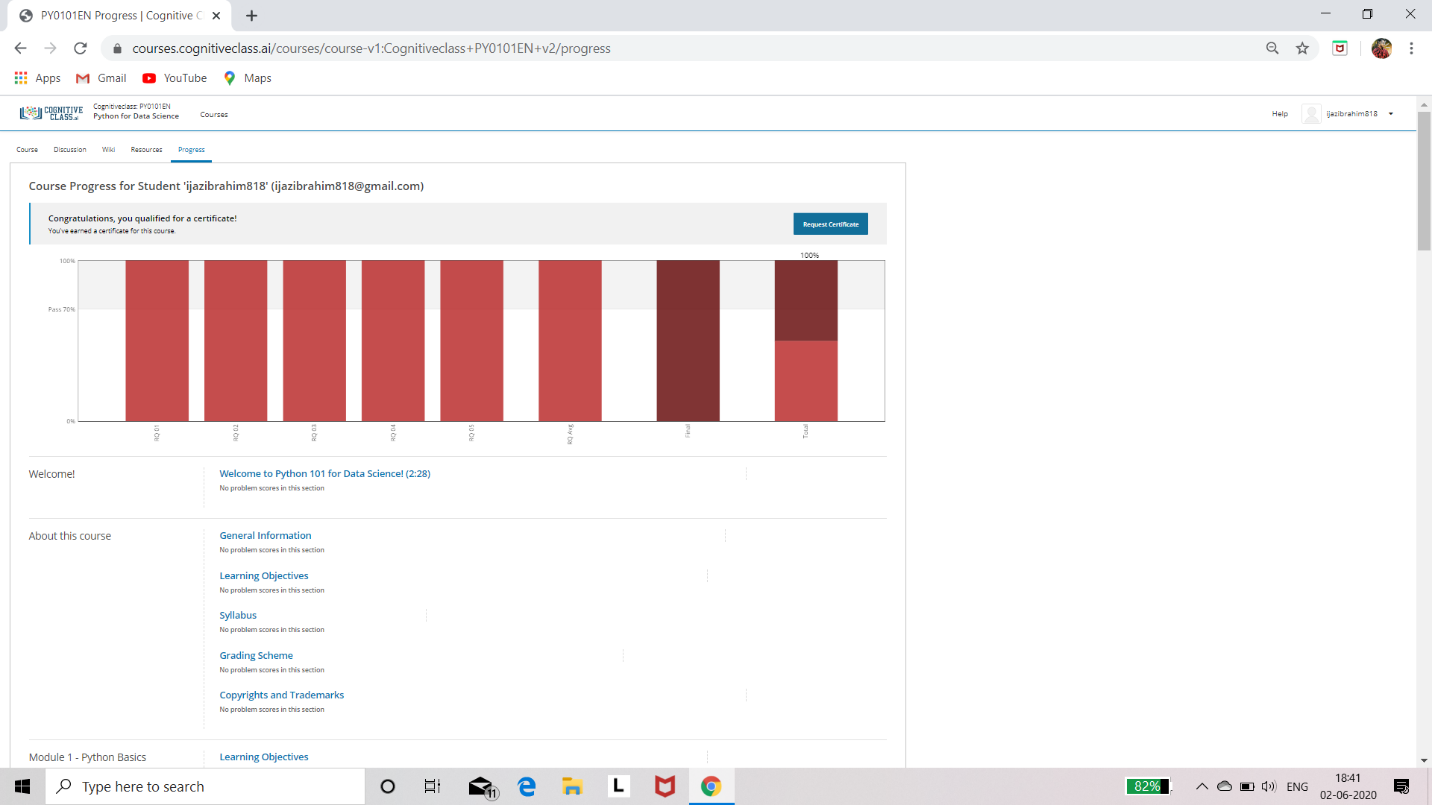 PY0101EN Progress | Cognitive C
courses.cognitiveclass.ai/courses/course-v1:Cognitiveclass+PY0101EN+v2/progress
Apps Gmail YouTube Maps
COGNITIVE CLASS.ai
Cognitiveclass: PY0101EN
Python for Data Science
Courses
Help
ijazibrahim818
Course Discussion Wiki Resources Progress
Course Progress for Student 'ijazibrahim818' (ijazibrahim818@gmail.com)
Congratulations, you qualified for a certificate!
You've earned a certificate for this course.
Request Certificate
100%
100%
Pass 70%
0%
RQ 01 RQ 02 RQ 03 RQ 04 RQ 05 RQ Avg Final Total
Welcome!
Welcome to Python 101 for Data Science! (2:28)
No problem scores in this section
About this course
General Information
No problem scores in this section
Learning Objectives
No problem scores in this section
Syllabus
No problem scores in this section
Grading Scheme
No problem scores in this section
Copyrights and Trademarks
No problem scores in this section
Module 1 - Python Basics
Learning Objectives
Type here to search
11
L
82%
ENG
18:41
02-06-2020